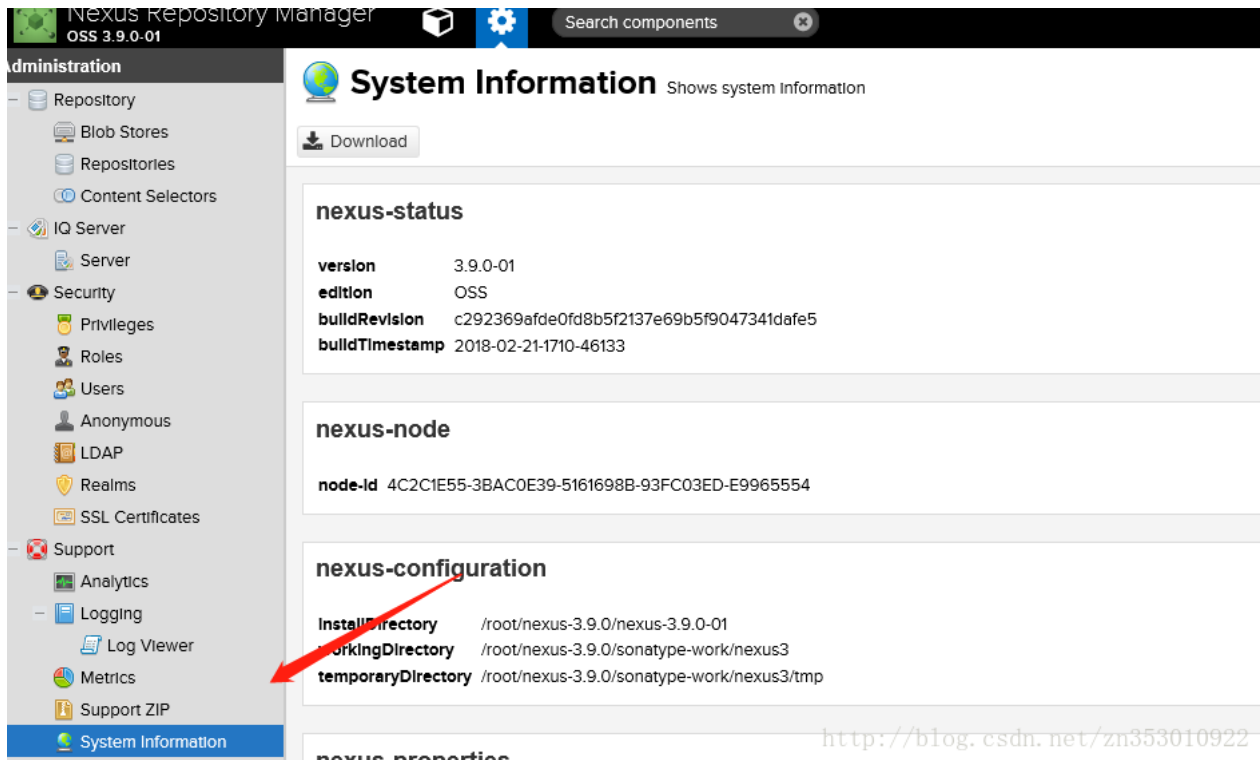 Nexus Repository Manager
OSS 3.9.0-01
Search components
Administration
Repository
Blob Stores
Repositories
Content Selectors
IQ Server
Server
Security
Privileges
Roles
Users
Anonymous
LDAP
Realms
SSL Certificates
Support
Analytics
Logging
Log Viewer
Metrics
Support ZIP
System Information
System Information Shows system information
Download
nexus-status
version 3.9.0-01
edition OSS
buildRevision c292369afde0fd8b5f2137e69b5f9047341dafe5
buildTimestamp 2018-02-21-1710-46133
nexus-node
node-id 4C2C1E55-3BAC0E39-5161698B-93FC03ED-E9965554
nexus-configuration
installDirectory /root/nexus-3.9.0/nexus-3.9.0-01
workingDirectory /root/nexus-3.9.0/sonatype-work/nexus3
temporaryDirectory /root/nexus-3.9.0/sonatype-work/nexus3/tmp
nexus-properties
http://blog.csdn.net/zn353010922